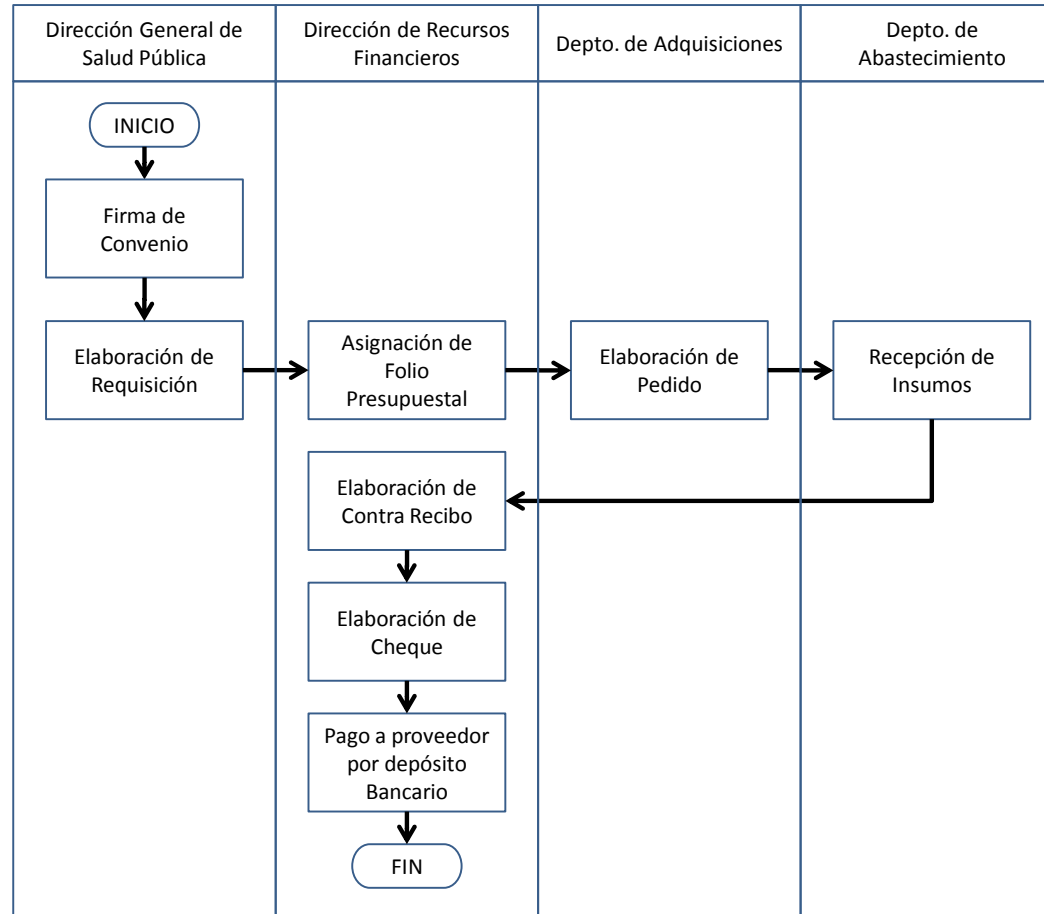 Dirección General de
Salud Pública
Dirección de Recursos
Financieros
Depto. de Adquisiciones
Depto. de
Abastecimiento
INICIO
Firma de
Convenio
Elaboración de
Requisición
Asignación de
Folio
Presupuestal
Elaboración de
Pedido
Recepción de
Insumos
Elaboración de
Contra Recibo
Elaboración de
Cheque
Pago a proveedor
por depósito
Bancario
FIN